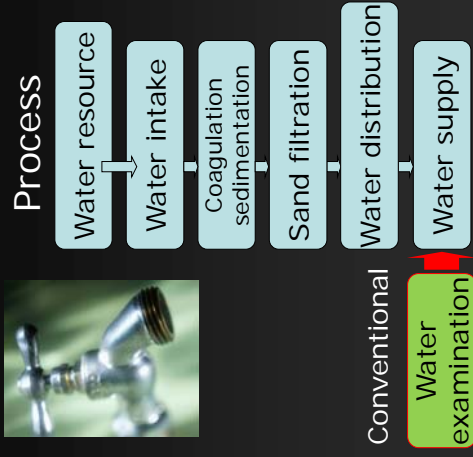 Process
Water resource
Water intake
Coagulation
sedimentation
Sand filtration
Water distribution
Water supply
Conventional
Water
examination